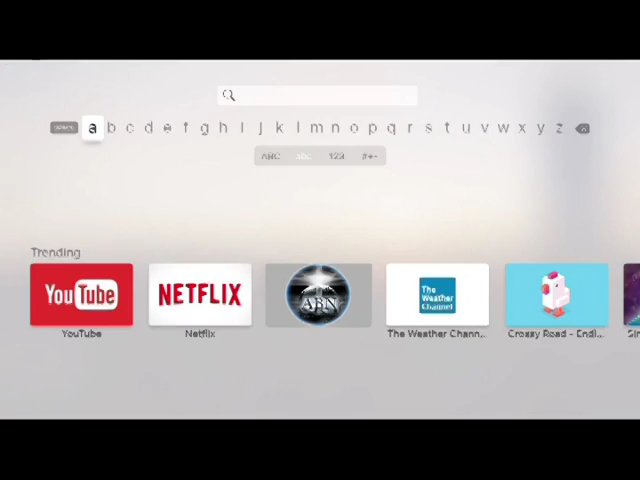 SPACE a b c d e f g h i j k l m n o p q r s t u v w x y z
ABC abc 123 #+-
Trending
YouTube NETFLIX ABN The Weather Channel
YouTube Netflix The Weather Chann... Crossy Road - Endl... Sin